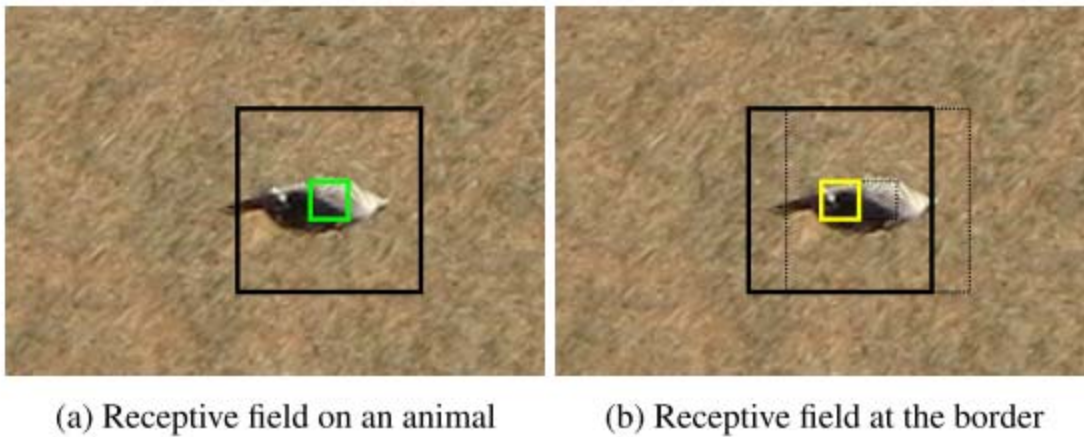 (a) Receptive field on an animal
(b) Receptive field at the border